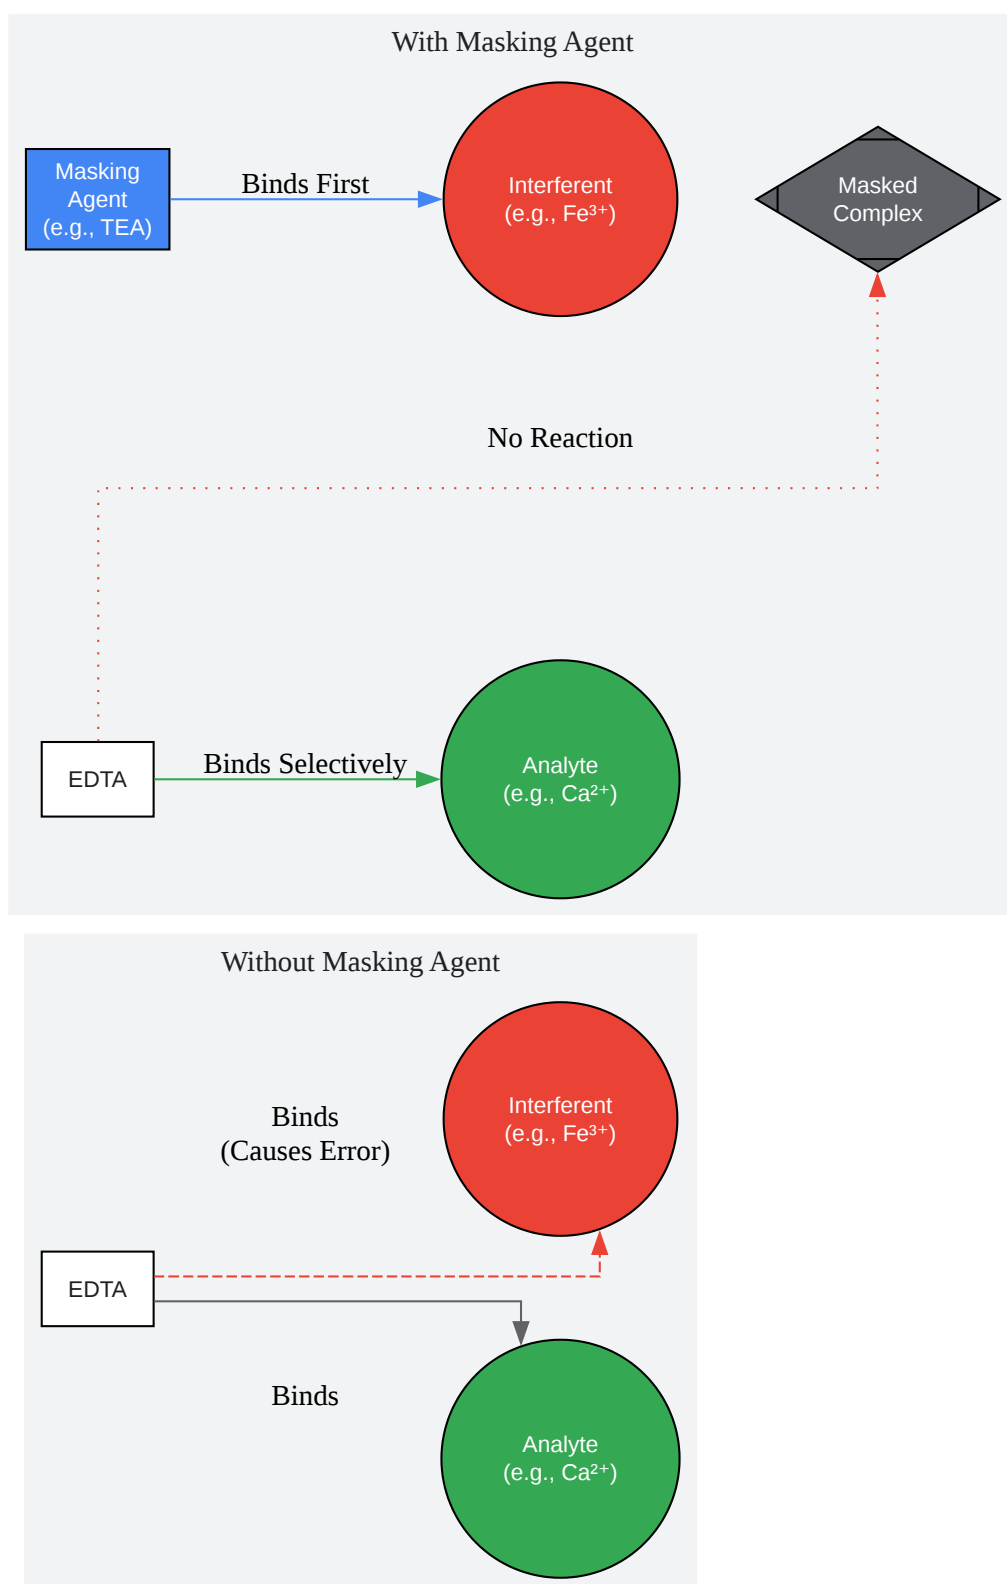 With Masking Agent
Masking
Agent
(e.g., TEA)
Binds First
Interferent
(e.g., Fe³⁺)
Masked
Complex
No Reaction
EDTA
Binds Selectively
Analyte
(e.g., Ca²⁺)
Without Masking Agent
Binds
(Causes Error)
Interferent
(e.g., Fe³⁺)
EDTA
Binds
Analyte
(e.g., Ca²⁺)